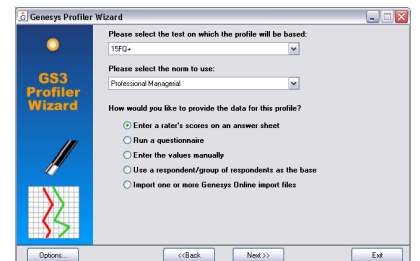 Genesys Profiler Wizard
GS3
Profiler
Wizard
Please select the test on which the profile will be based:
15FQ+
Please select the norm to use:
Professional Managerial
How would you like to provide the data for this profile?
Enter a rater's scores on an answer sheet
Run a questionnaire
Enter the values manually
Use a respondent/group of respondents as the base
Import one or more Genesys Online import files
Options...
<<Back
Next >>
Exit